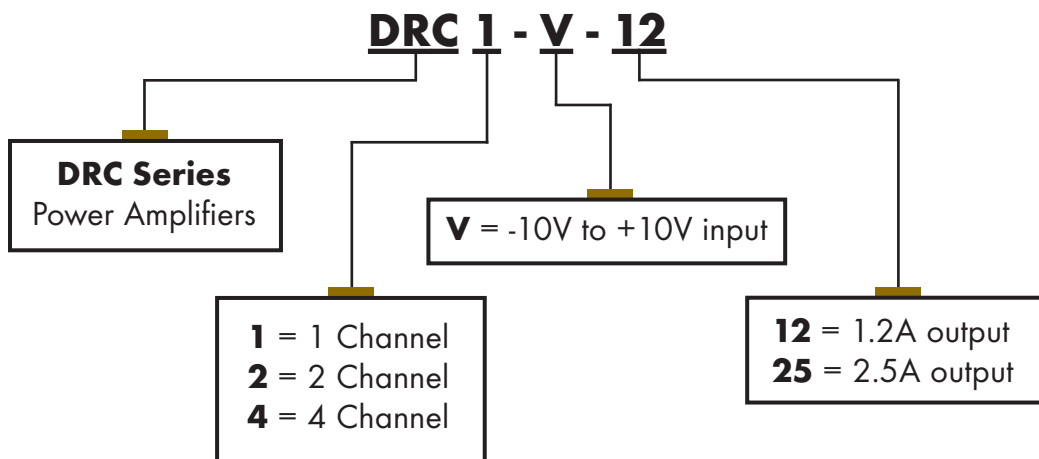 DRC 1 - V - 12
DRC Series
Power Amplifiers
V = -10V to +10V input
1 = 1 Channel
2 = 2 Channel
4 = 4 Channel
12 = 1.2A output
25 = 2.5A output